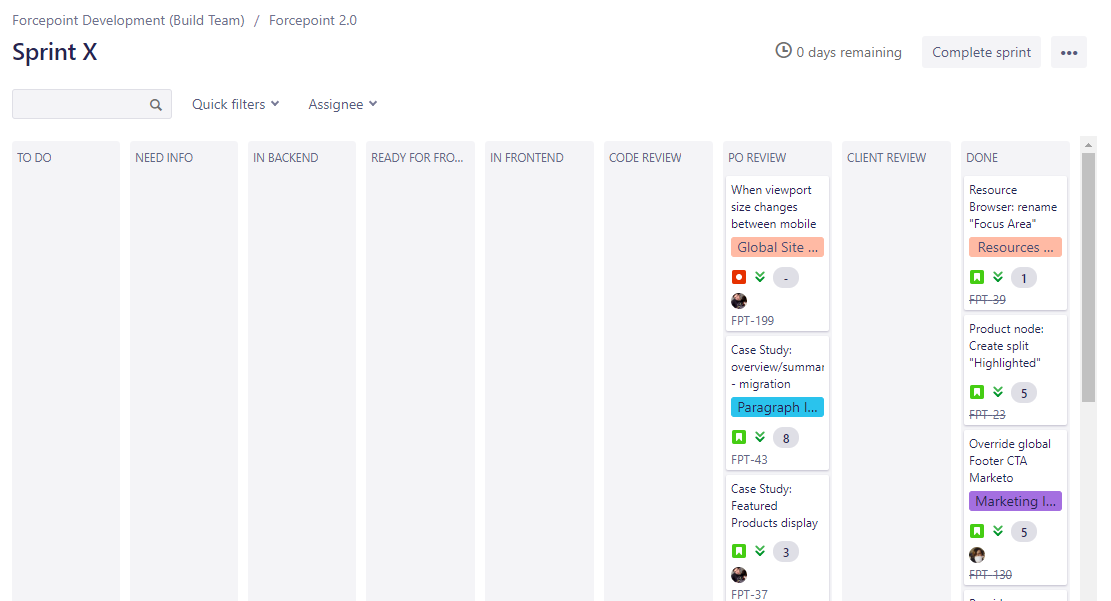 Forcepoint Development (Build Team) / Forcepoint 2.0
Sprint X
0 days remaining
Complete sprint
Quick filters
Assignee
TO DO
NEED INFO
IN BACKEND
READY FOR FRO...
IN FRONTEND
CODE REVIEW
PO REVIEW
CLIENT REVIEW
DONE
When viewport
size changes
between mobile
Global Site ...
-
FPT-199
Case Study:
overview/summar
- migration
Paragraph I...
8
FPT-43
Case Study:
Featured
Products display
3
FPT-37
Resource
Browser: rename
"Focus Area"
Resources ...
1
FPT-39
Product node:
Create split
"Highlighted"
5
FPT-23
Override global
Footer CTA
Marketo
Marketing I...
5
FPT-130